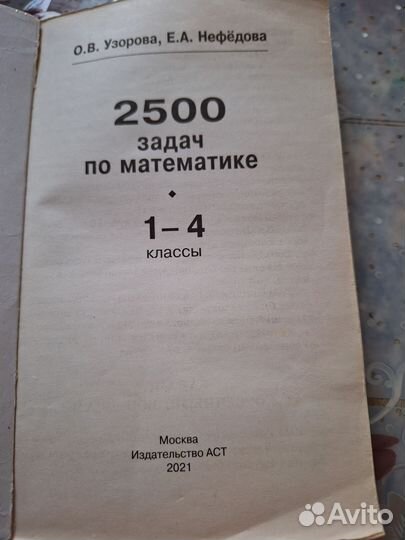 О.В. Узорова, Е.А. Нефёдова
2500
задач
по математике
1–4
классы
Москва
Издательство АСТ
2021
Avito